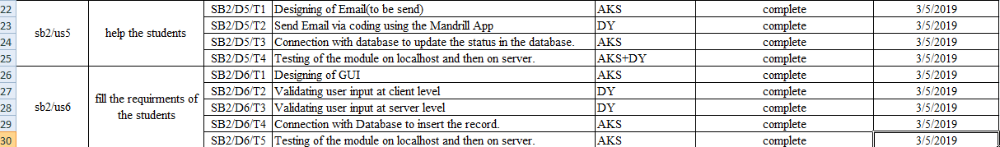 22 SB2/D5/T1 Designing of Email(to be send) AKS complete 3/5/2019
23 sb2/us5 help the students SB2/D5/T2 Send Email via coding using the Mandrill App DY complete 3/5/2019
24 SB2/D5/T3 Connection with database to update the status in the database. AKS complete 3/5/2019
25 SB2/D5/T4 Testing of the module on localhost and then on server. AKS+DY complete 3/5/2019
26 SB2/D6/T1 Designing of GUI AKS complete 3/5/2019
27 fill the requirments of SB2/D6/T2 Validating user input at client level DY complete 3/5/2019
28 sb2/us6 the students SB2/D6/T3 Validating user input at server level DY complete 3/5/2019
29 SB2/D6/T4 Connection with Database to insert the record. AKS complete 3/5/2019
30 SB2/D6/T5 Testing of the module on localhost and then on server. AKS complete 3/5/2019